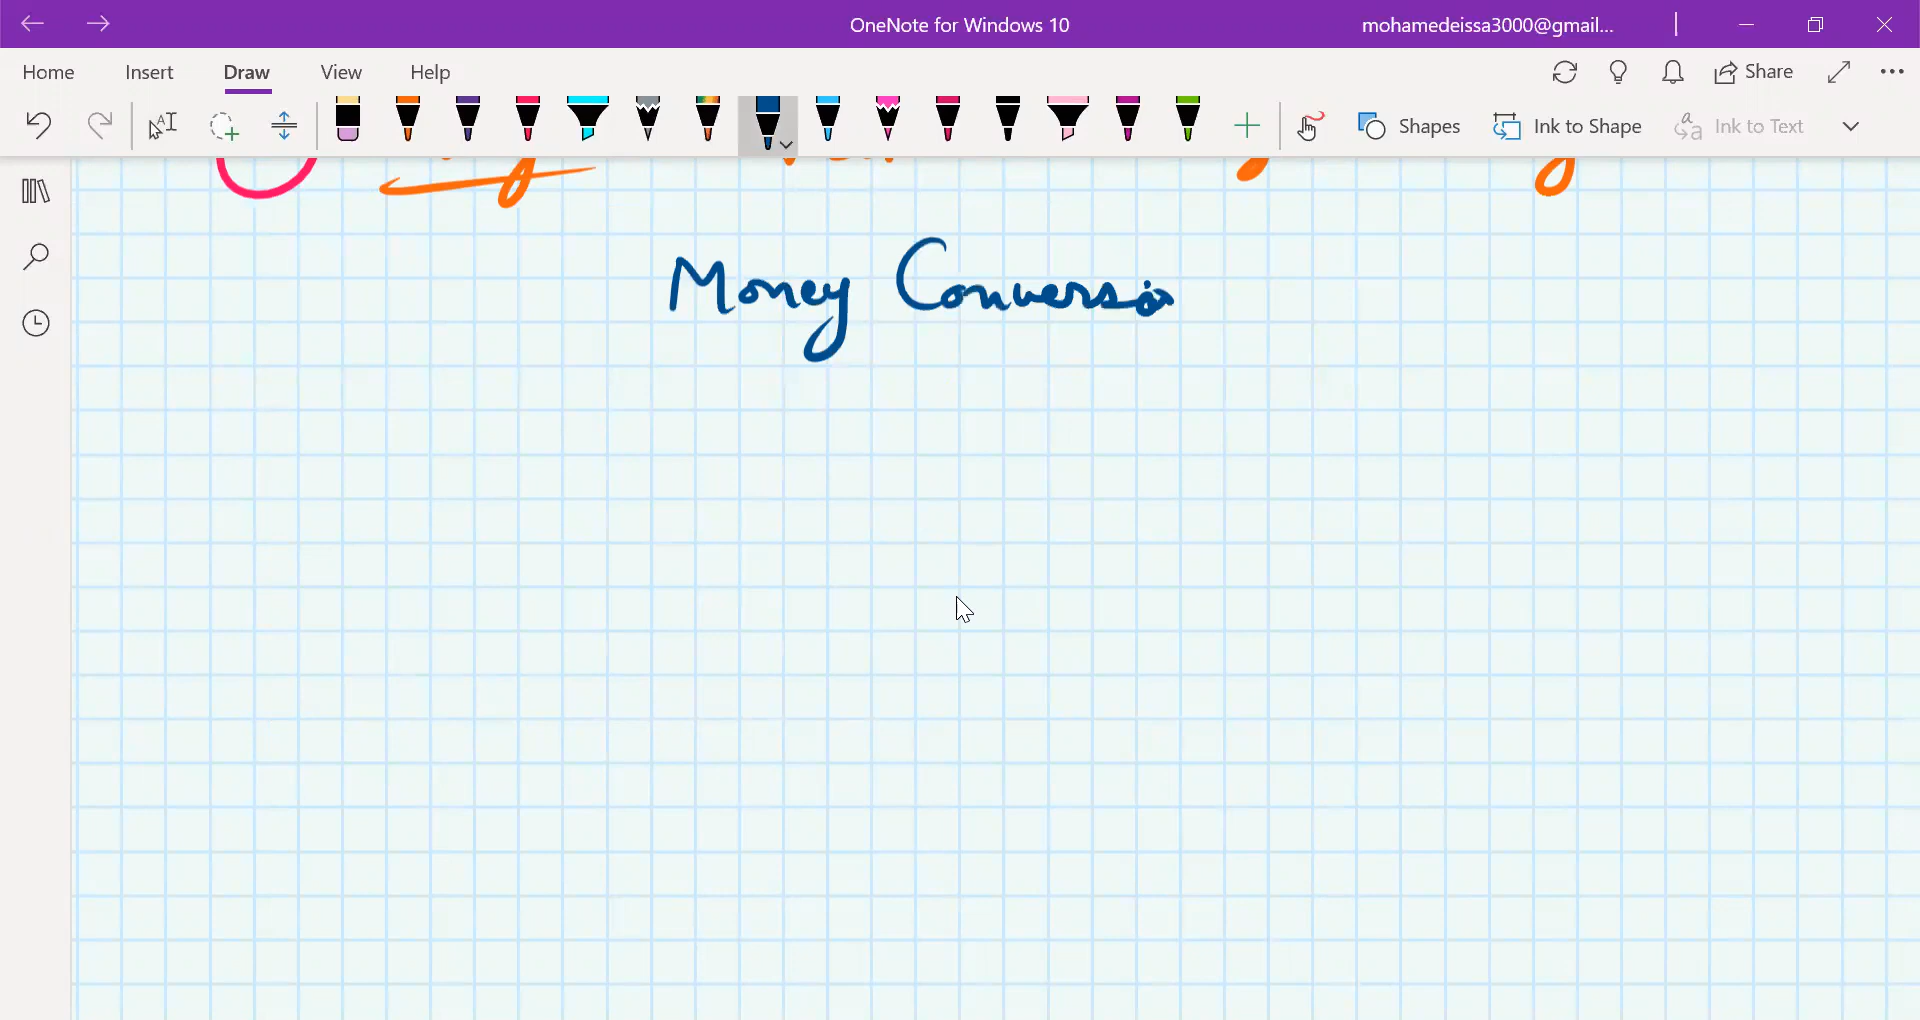 OneNote for Windows 10 mohamedeissa3000@gmail...
Home Insert Draw View Help Share
Shapes Ink to Shape Ink to Text
Money Conversio